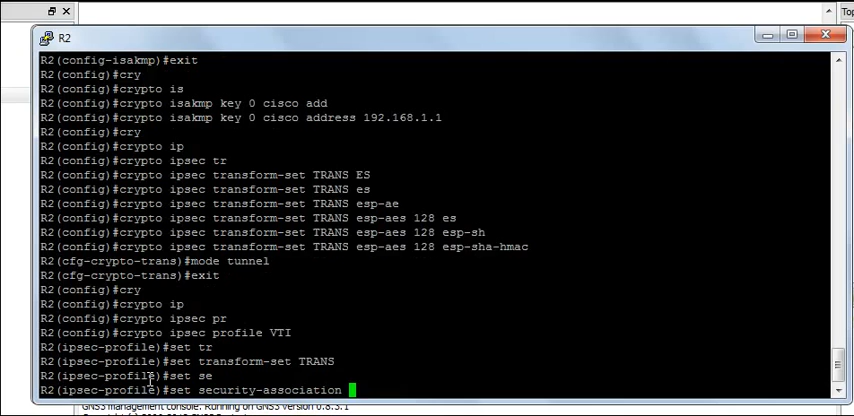 Top
R2
R2(config-isakmp)#exit
R2(config)#cry
R2(config)#crypto is
R2(config)#crypto isakmp key 0 cisco add
R2(config)#crypto isakmp key 0 cisco address 192.168.1.1
R2(config)#cry
R2(config)#crypto ip
R2(config)#crypto ipsec tr
R2(config)#crypto ipsec transform-set TRANS ES
R2(config)#crypto ipsec transform-set TRANS es
R2(config)#crypto ipsec transform-set TRANS esp-ae
R2(config)#crypto ipsec transform-set TRANS esp-aes 128 es
R2(config)#crypto ipsec transform-set TRANS esp-aes 128 esp-sh
R2(config)#crypto ipsec transform-set TRANS esp-aes 128 esp-sha-hmac
R2(cfg-crypto-trans)#mode tunnel
R2(cfg-crypto-trans)#exit
R2(config)#cry
R2(config)#crypto ip
R2(config)#crypto ipsec pr
R2(config)#crypto ipsec profile VTI
R2(ipsec-profile)#set tr
R2(ipsec-profile)#set transform-set TRANS
R2(ipsec-profile)#set se
R2(ipsec-profile)#set security-association
GNS3 management console. Running on GNS3 version 0.8.3.1